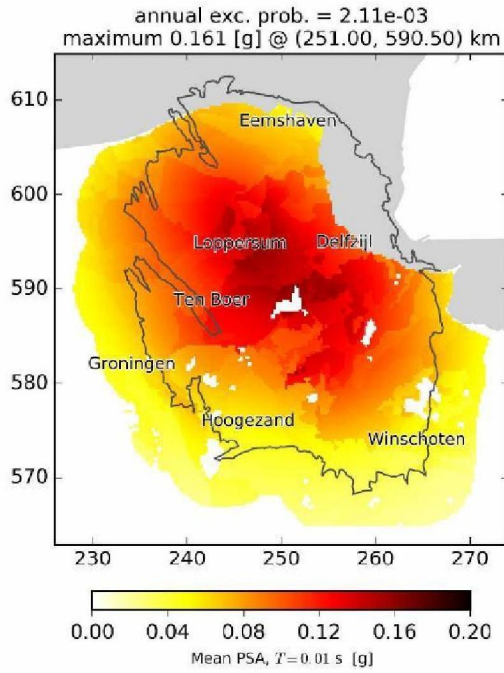 annual exc. prob. = 2.11e-03
maximum 0.161 [g] @ (251.00, 590.50) km
610
Eemshaven
600
Loppersum Delfzijl
590
Ten Boer
Groningen
580
Hoogezand
Winschoten
570
230 240 250 260 270
0.00 0.04 0.08 0.12 0.16 0.20
Mean PSA, T=0.01 s [g]